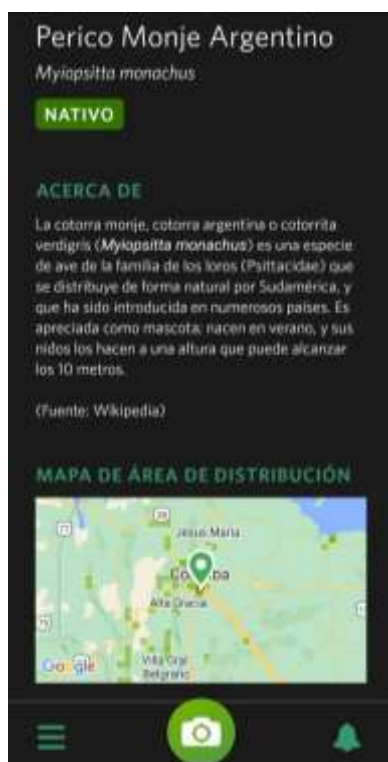 Perico Monje Argentino
Myiopsitta monachus
NATIVO
ACERCA DE
La cotorra monje, cotorra argentina o cotorrita
verdigrís (Myiopsitta monachus) es una especie
de ave de la familia de los loros (Psittacidae) que
se distribuye de forma natural por Sudamérica, y
que ha sido introducida en numerosos países. Es
apreciada como mascota, nacen en verano, y sus
nidos los hacen a una altura que puede alcanzar
los 10 metros.
(Fuente: Wikipedia)
MAPA DE ÁREA DE DISTRIBUCIÓN
Jesús María
Co ba
Alta Gracia
Villa Gral
Belgrano
Google